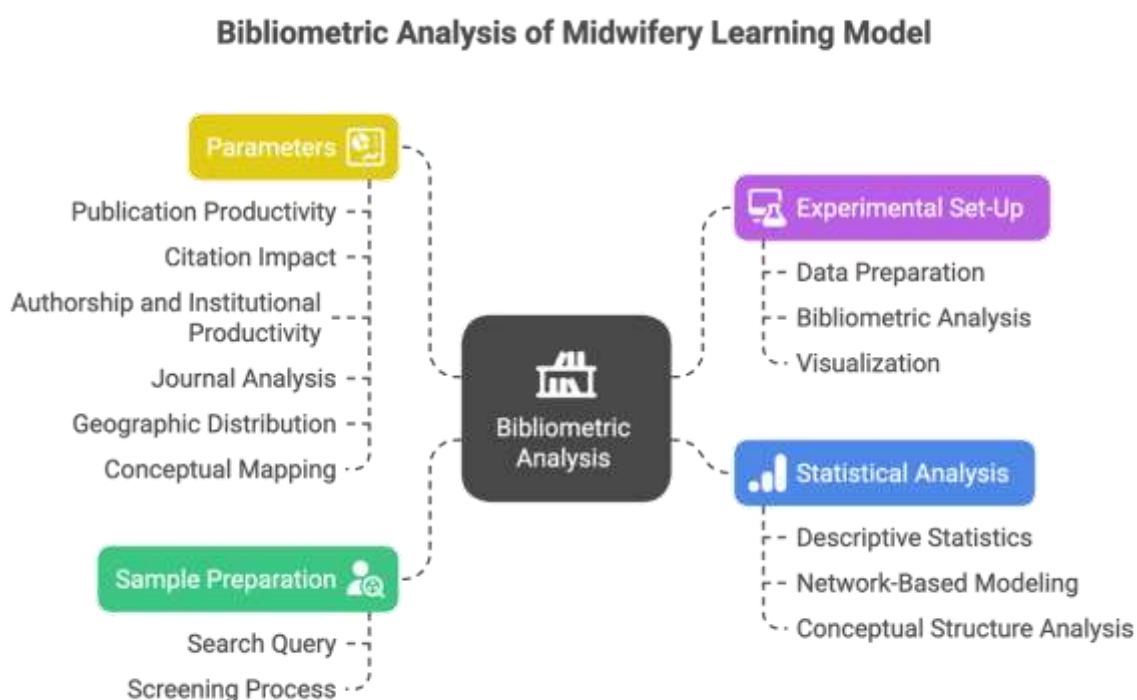 Bibliometric Analysis of Midwifery Learning Model
Parameters
Publication Productivity
Citation Impact
Authorship and Institutional
Productivity
Journal Analysis
Geographic Distribution
Conceptual Mapping
Sample Preparation
Search Query
Screening Process
Bibliometric
Analysis
Experimental Set-Up
Data Preparation
Bibliometric Analysis
Visualization
Statistical Analysis
Descriptive Statistics
Network-Based Modeling
Conceptual Structure Analysis